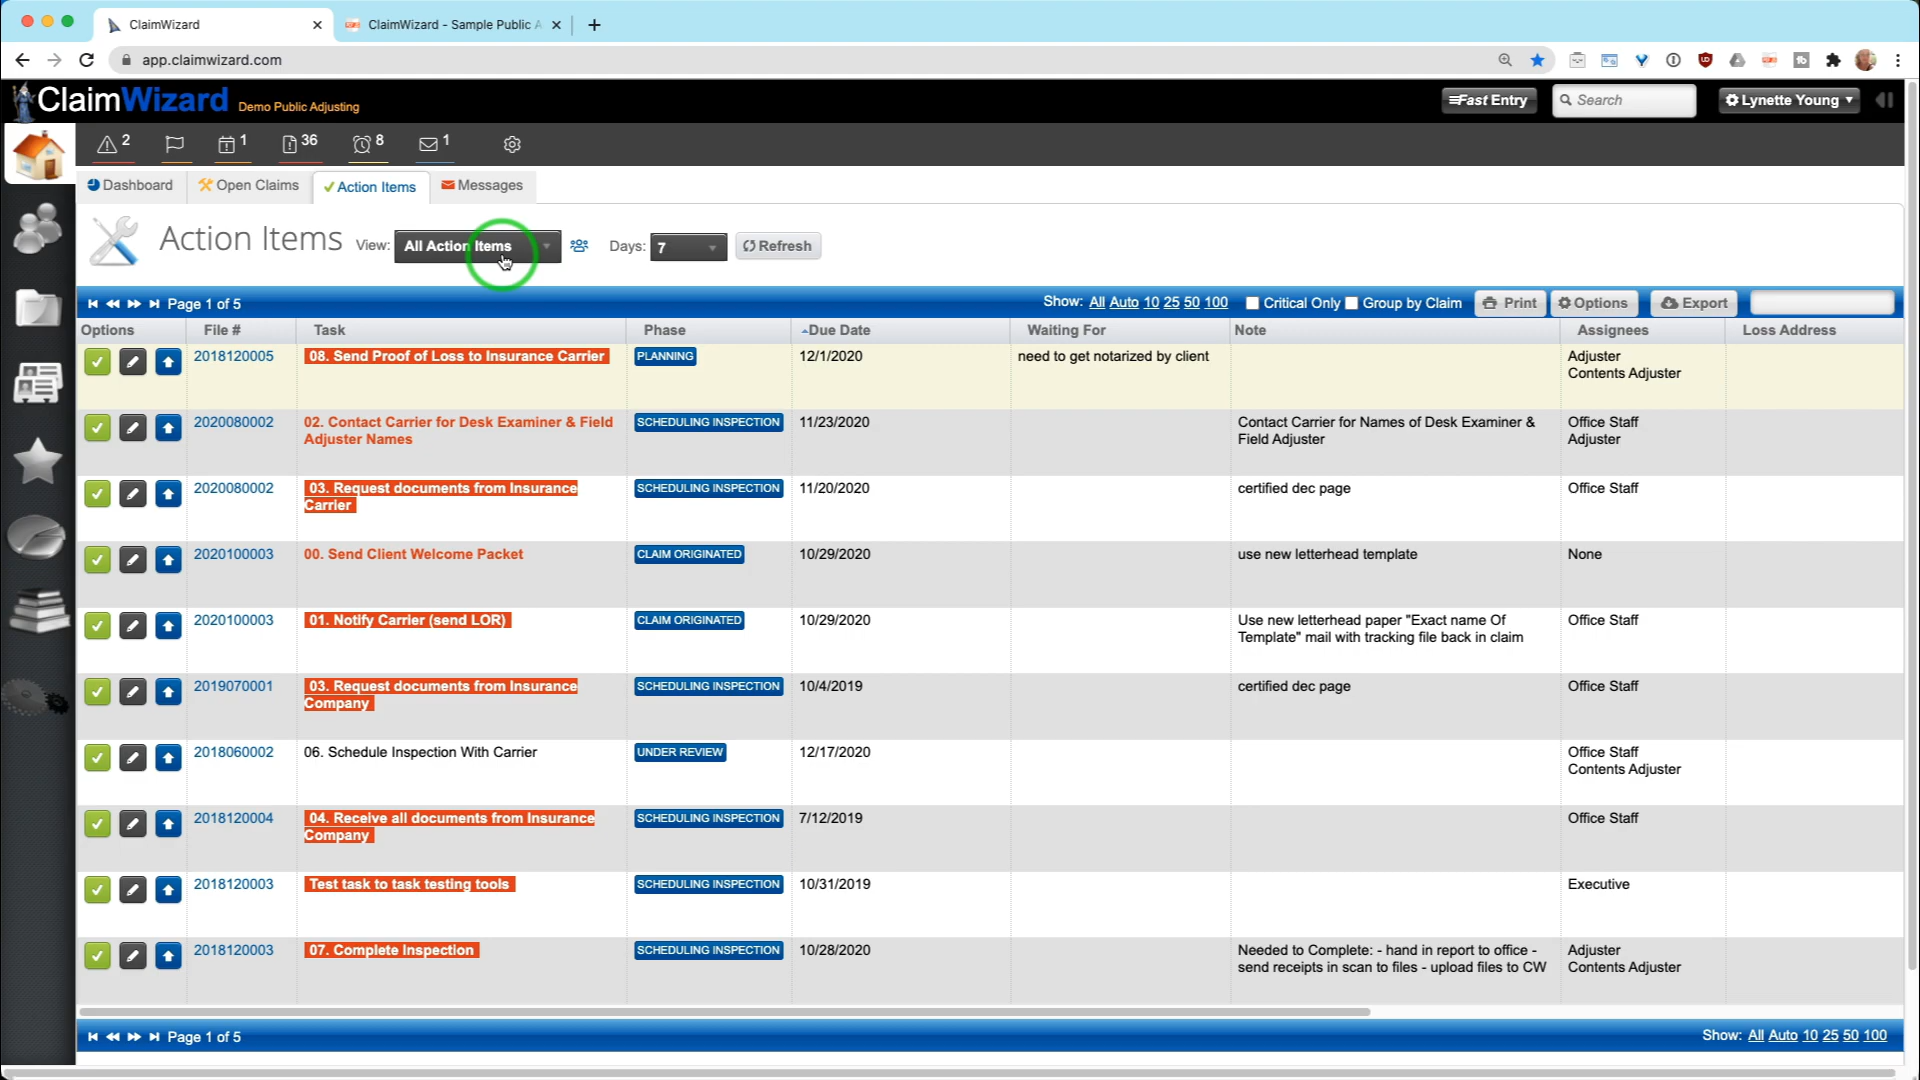 ClaimWizard
ClaimWizard - Sample Public A
app.claimwizard.com
ClaimWizard Demo Public Adjusting
Fast Entry
Search
Lynette Young
2
1
36
8
1
Dashboard
Open Claims
Action Items
Messages
Action Items
View: All Action Items
Days: 7
Refresh
Page 1 of 5
Show: All Auto 10 25 50 100
Critical Only
Group by Claim
Print
Options
Export
Options File # Task Phase Due Date Waiting For Note Assignees Loss Address
2018120005 08. Send Proof of Loss to Insurance Carrier PLANNING 12/1/2020 need to get notarized by client Adjuster
Contents Adjuster
2020080002 02. Contact Carrier for Desk Examiner & Field SCHEDULING INSPECTION 11/23/2020 Contact Carrier for Names of Desk Examiner & Office Staff
Adjuster Names Field Adjuster Adjuster
2020080002 03. Request documents from Insurance SCHEDULING INSPECTION 11/20/2020 certified dec page Office Staff
Carrier
2020100003 00. Send Client Welcome Packet CLAIM ORIGINATED 10/29/2020 use new letterhead template None
2020100003 01. Notify Carrier (send LOR) CLAIM ORIGINATED 10/29/2020 Use new letterhead paper "Exact name Of Office Staff
Template" mail with tracking file back in claim
2019070001 03. Request documents from Insurance SCHEDULING INSPECTION 10/4/2019 certified dec page Office Staff
Company
2018060002 06. Schedule Inspection With Carrier UNDER REVIEW 12/17/2020 Office Staff
Contents Adjuster
2018120004 04. Receive all documents from Insurance SCHEDULING INSPECTION 7/12/2019 Office Staff
Company
2018120003 Test task to task testing tools SCHEDULING INSPECTION 10/31/2019 Executive
2018120003 07. Complete Inspection SCHEDULING INSPECTION 10/28/2020 Needed to Complete: - hand in report to office - Adjuster
send receipts in scan to files - upload files to CW Contents Adjuster
Page 1 of 5
Show: All Auto 10 25 50 100